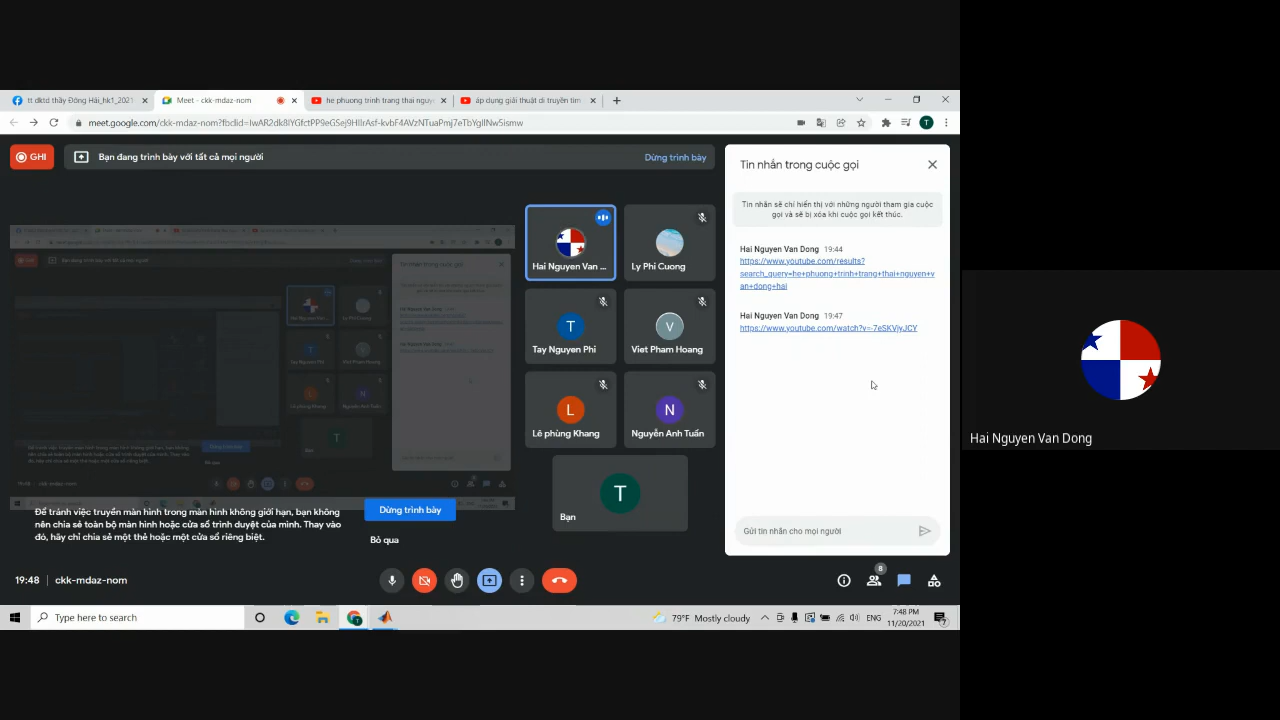 tt dktd thầy Đông Hải_hk1_2021
Meet - ckk-mdaz-nom
he phuong trinh trang thai nguye
áp dụng giải thuật di truyền tìm
meet.google.com/ckk-mdaz-nom?fbclid=IwAR2dk8IYGfctPP9eGSej9HIlrAsf-kvbF4AVzNTuaPmj7eTbYglINw5ismw
GHI
Bạn đang trình bày với tất cả mọi người
Dừng trình bày
Tin nhắn trong cuộc gọi
Tin nhắn sẽ chỉ hiển thị với những người tham gia cuộc
gọi và sẽ bị xóa khi cuộc gọi kết thúc.
Hai Nguyen Van Dong 19:44
https://www.youtube.com/results?
search_query=he+phuong+trinh+trang+thai+nguyen+v
an+dong+hai
Hai Nguyen Van Dong 19:47
https://www.youtube.com/watch?v=-7eSKVjyJCY
Hai Nguyen Van ...
Ly Phi Cuong
T
Tay Nguyen Phi
V
Viet Pham Hoang
L
Lê phùng Khang
N
Nguyễn Anh Tuấn
T
Bạn
Để tránh việc truyền màn hình trong màn hình không giới hạn, bạn không
nên chia sẻ toàn bộ màn hình hoặc cửa sổ trình duyệt của mình. Thay vào
đó, hãy chỉ chia sẻ một thẻ hoặc một cửa sổ riêng biệt.
Dừng trình bày
Bỏ qua
Gửi tin nhắn cho mọi người
19:48 | ckk-mdaz-nom
8
Type here to search
79°F Mostly cloudy
ENG
7:48 PM
11/20/2021
7
Hai Nguyen Van Dong